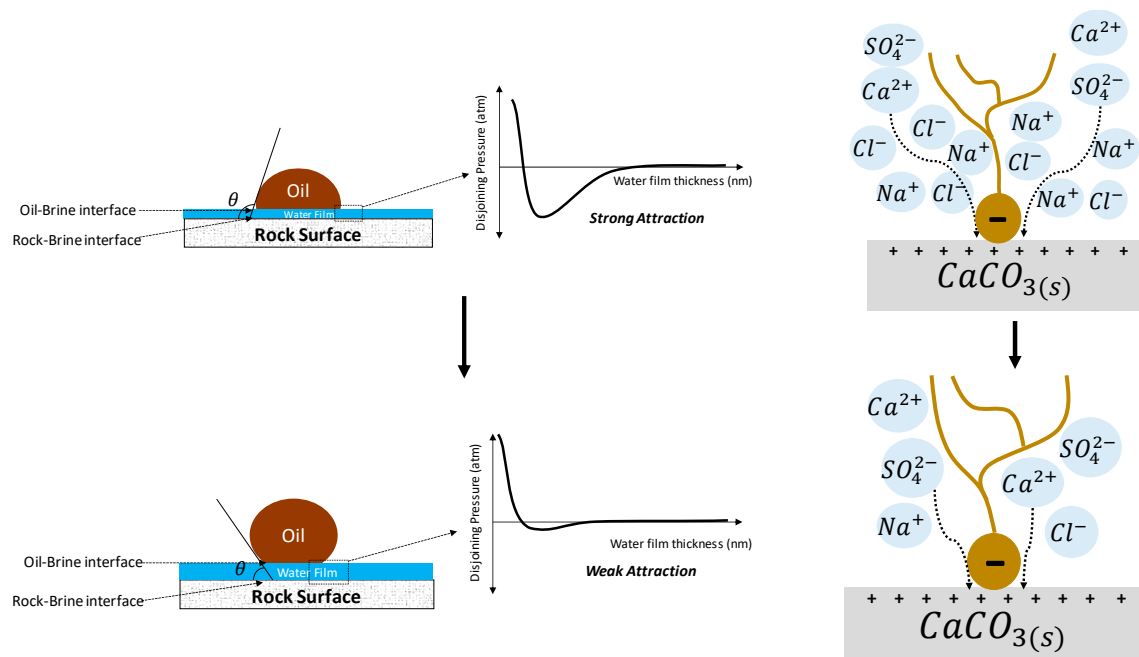 Oil
θ
Oil-Brine interface
Water Film
Rock-Brine interface
Rock Surface
Disjoining Pressure (atm)
Water film thickness (nm)
Strong Attraction
SO₄²⁻
Ca²⁺
Ca²⁺
SO₄²⁻
Cl⁻
Na⁺
Cl⁻
Na⁺
Cl⁻
Na⁺
Na⁺
Cl⁻
Na⁺
Cl⁻
−
+ + + + + + + + + + +
CaCO₃₍ₛ₎
Oil
Oil-Brine interface
θ
Water Film
Rock-Brine interface
Rock Surface
Disjoining Pressure (atm)
Water film thickness (nm)
Weak Attraction
Ca²⁺
SO₄²⁻
SO₄²⁻
Ca²⁺
Na⁺
Cl⁻
−
+ + + + + + + + + + +
CaCO₃₍ₛ₎